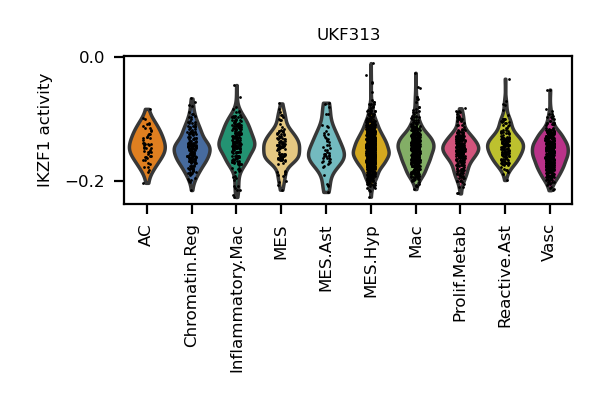 UKF313
IKZF1 activity
0.0
−0.2
AC
Chromatin.Reg
Inflammatory.Mac
MES
MES.Ast
MES.Hyp
Mac
Prolif.Metab
Reactive.Ast
Vasc